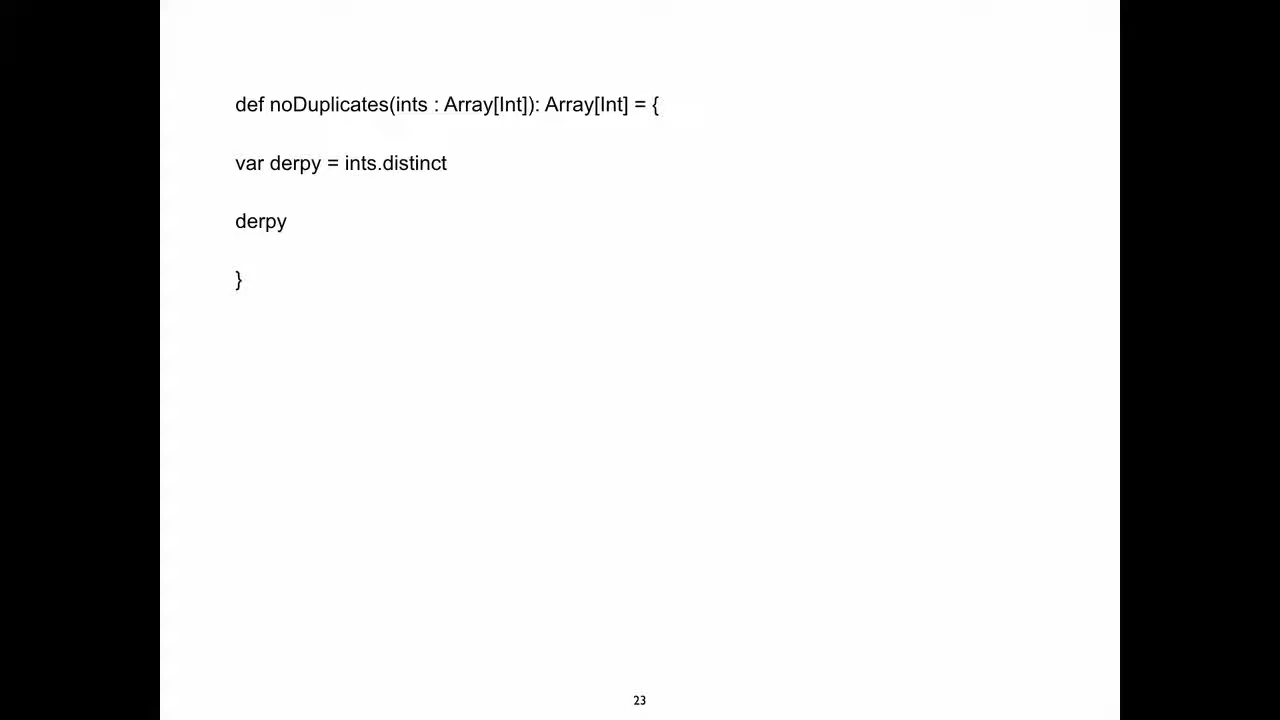 def noDuplicates(ints : Array[Int]): Array[Int] = {
var derpy = ints.distinct
derpy
}
23